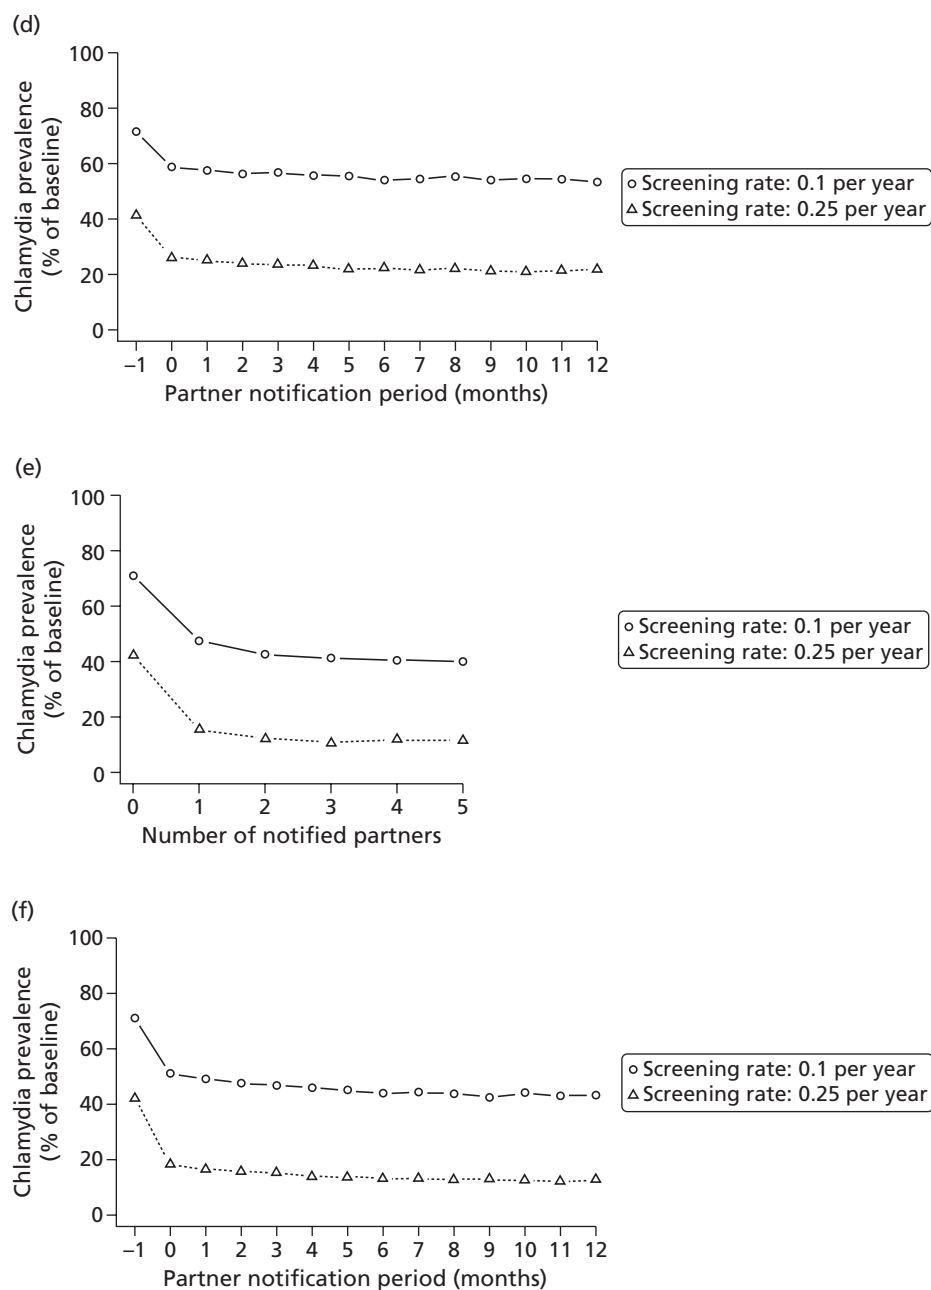 (d)
Chlamydia prevalence
(% of baseline)
100
80
60
40
20
0
–1 0 1 2 3 4 5 6 7 8 9 10 11 12
Partner notification period (months)
Screening rate: 0.1 per year
Screening rate: 0.25 per year
(e)
Chlamydia prevalence
(% of baseline)
100
80
60
40
20
0
0 1 2 3 4 5
Number of notified partners
Screening rate: 0.1 per year
Screening rate: 0.25 per year
(f)
Chlamydia prevalence
(% of baseline)
100
80
60
40
20
0
–1 0 1 2 3 4 5 6 7 8 9 10 11 12
Partner notification period (months)
Screening rate: 0.1 per year
Screening rate: 0.25 per year